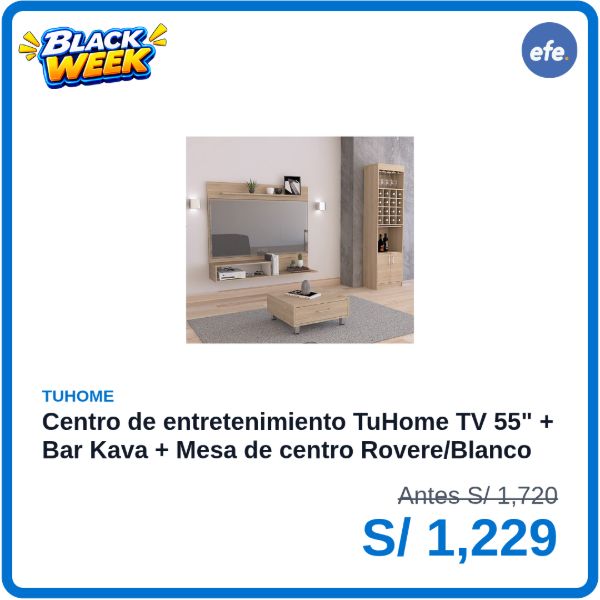 BLACK
WEEK
efe.
TUHOME
Centro de entretenimiento TuHome TV 55" +
Bar Kava + Mesa de centro Rovere/Blanco
Antes S/ 1,720
S/ 1,229